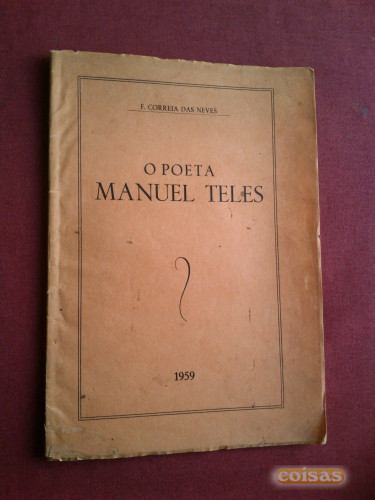 F. CORREIA DAS NEVES
O POETA
MANUEL TELES
1959
coisas